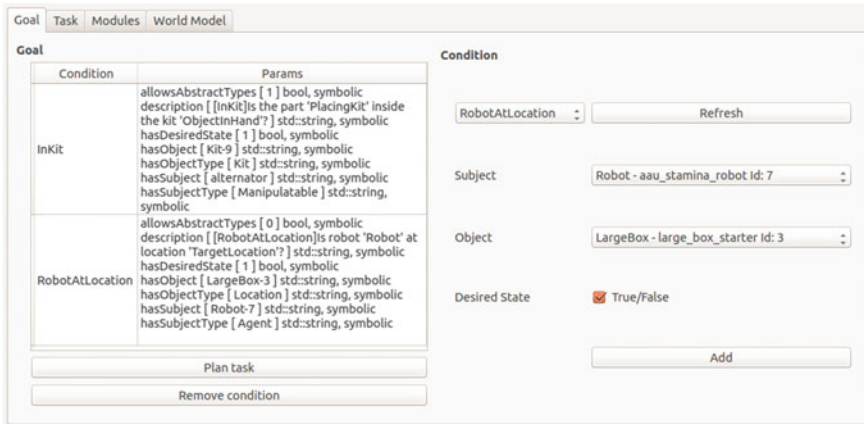 Goal Task Modules World Model
Goal
Condition Params
InKit
allowsAbstractTypes [ 1 ] bool, symbolic
description [ [InKit]Is the part 'PlacingKit' inside
the kit 'ObjectInHand'? ] std::string, symbolic
hasDesiredState [ 1 ] bool, symbolic
hasObject [ Kit-9 ] std::string, symbolic
hasObjectType [ Kit ] std::string, symbolic
hasSubject [ alternator ] std::string, symbolic
hasSubjectType [ Manipulatable ] std::string,
symbolic
RobotAtLocation
allowsAbstractTypes [ 0 ] bool, symbolic
description [ [RobotAtLocation]Is robot 'Robot' at
location 'TargetLocation'? ] std::string, symbolic
hasDesiredState [ 1 ] bool, symbolic
hasObject [ LargeBox-3 ] std::string, symbolic
hasObjectType [ Location ] std::string, symbolic
hasSubject [ Robot-7 ] std::string, symbolic
hasSubjectType [ Agent ] std::string, symbolic
Plan task
Remove condition
Condition
RobotAtLocation Refresh
Subject Robot - aau_stamina_robot Id: 7
Object LargeBox - large_box_starter Id: 3
Desired State True/False
Add